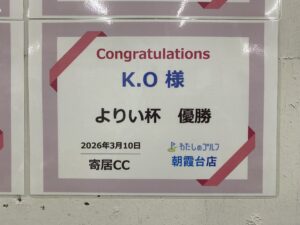 Congratulations
K.O 様
よりい杯　優勝
2026年3月10日
寄居CC
わたしのゴルフ
朝霞台店